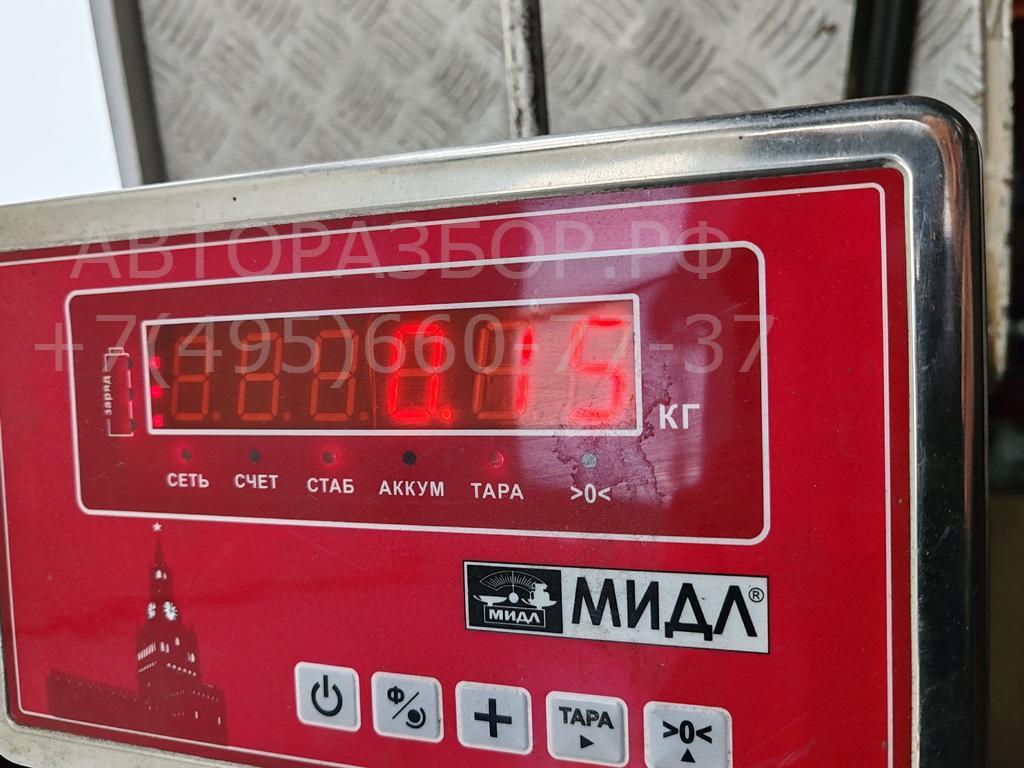 АВТОРАЗБОР.РФ
+7(495)660-77-37
заряд
0.15 КГ
СЕТЬ СЧЕТ СТАБ АККУМ ТАРА >0<
МИДЛ МИДЛ®
Ф/ + ТАРА >0<